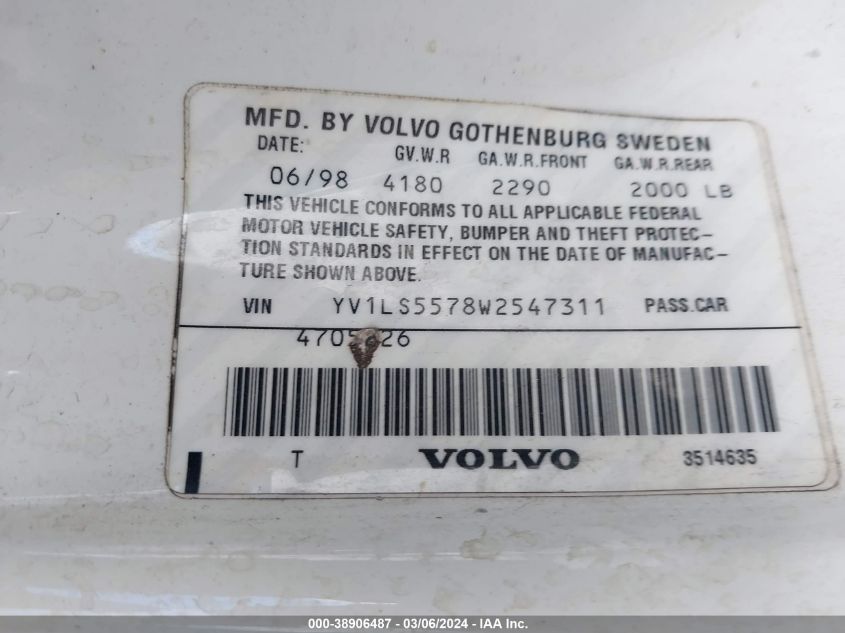 MFD. BY VOLVO GOTHENBURG SWEDEN
DATE: GV.W.R GA.W.R.FRONT GA.W.R.REAR
06/98 4180 2290 2000 LB
THIS VEHICLE CONFORMS TO ALL APPLICABLE FEDERAL
MOTOR VEHICLE SAFETY, BUMPER AND THEFT PROTEC-
TION STANDARDS IN EFFECT ON THE DATE OF MANUFAC-
TURE SHOWN ABOVE.
VIN YV1LS5578W2547311 PASS.CAR
T VOLVO 3514635
000-38906487 - 03/06/2024 - IAA Inc.